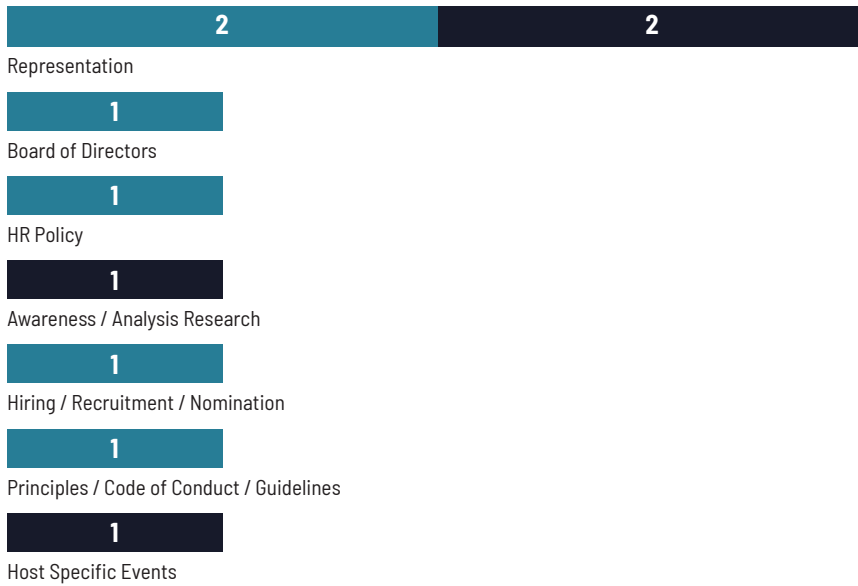 2 2
Representation
1
Board of Directors
1
HR Policy
1
Awareness / Analysis Research
1
Hiring / Recruitment / Nomination
1
Principles / Code of Conduct / Guidelines
1
Host Specific Events